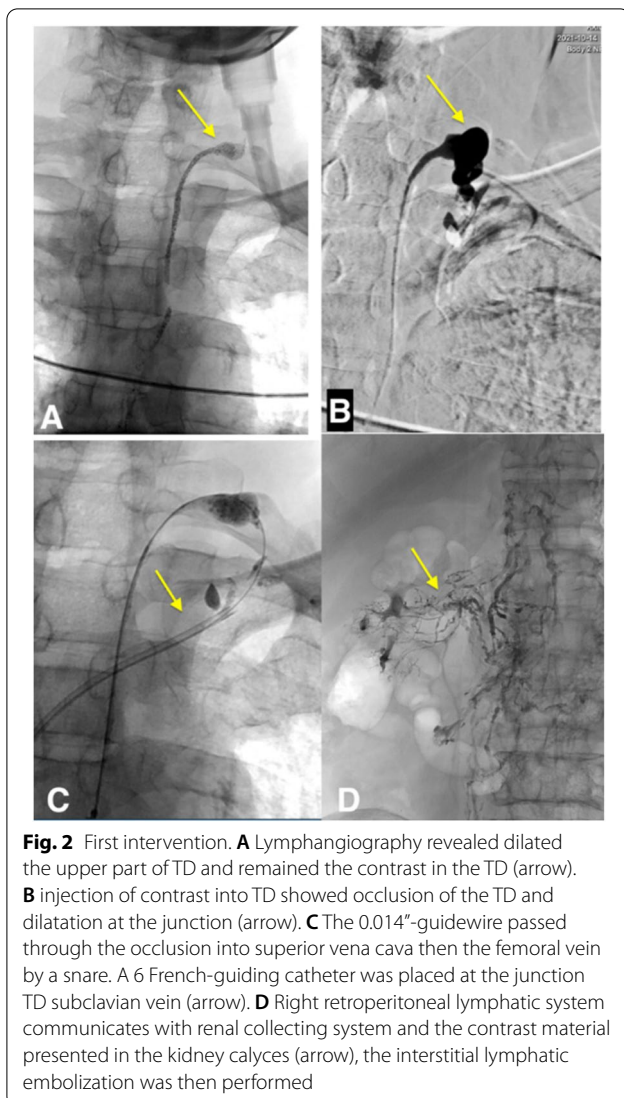 2021-10-14
A
B
C
D
Fig. 2 First intervention. A Lymphangiography revealed dilated
the upper part of TD and remained the contrast in the TD (arrow).
B injection of contrast into TD showed occlusion of the TD and
dilatation at the junction (arrow). C The 0.014″-guidewire passed
through the occlusion into superior vena cava then the femoral vein
by a snare. A 6 French-guiding catheter was placed at the junction
TD subclavian vein (arrow). D Right retroperitoneal lymphatic system
communicates with renal collecting system and the contrast material
presented in the kidney calyces (arrow), the interstitial lymphatic
embolization was then performed